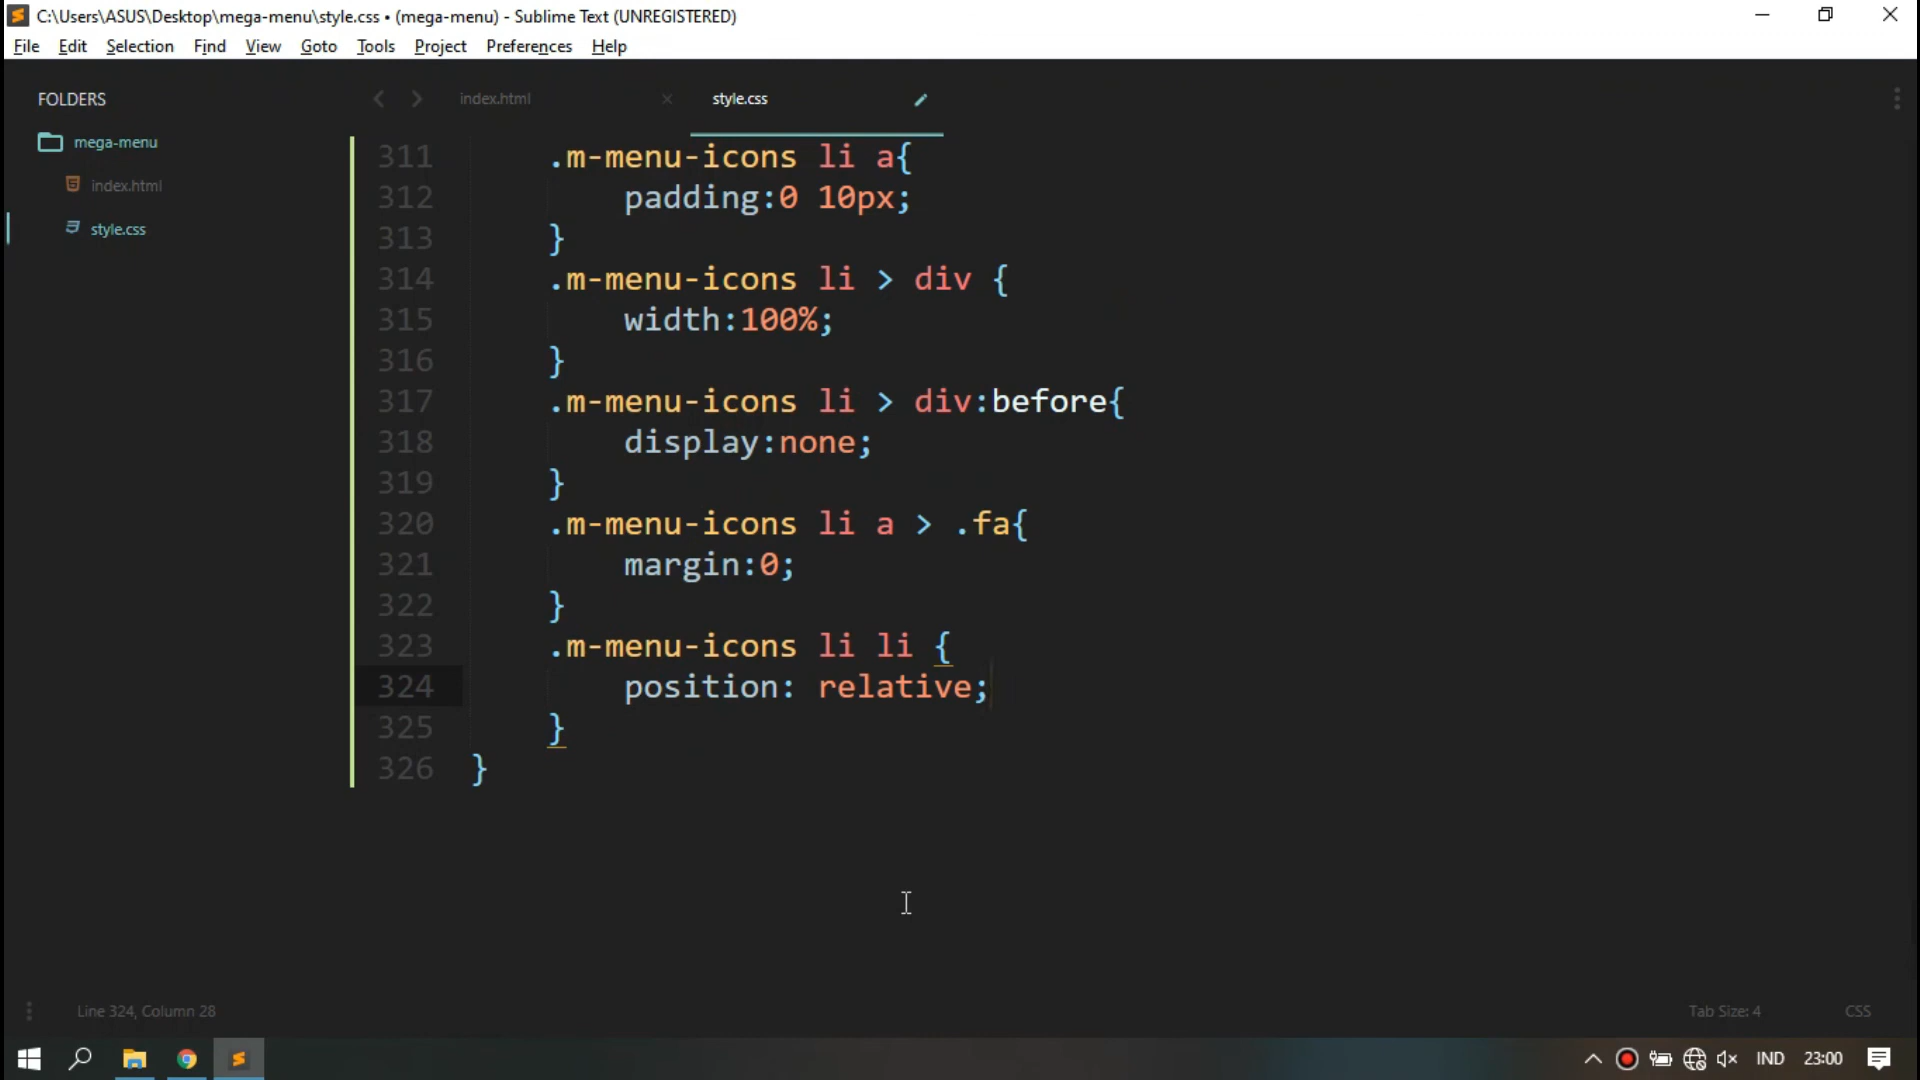 C:\Users\ASUS\Desktop\mega-menu\style.css • (mega-menu) - Sublime Text (UNREGISTERED)
File Edit Selection Find View Goto Tools Project Preferences Help
FOLDERS
mega-menu
index.html
style.css
index.html
style.css
311 .m-menu-icons li a{
312 padding:0 10px;
313 }
314 .m-menu-icons li > div {
315 width:100%;
316 }
317 .m-menu-icons li > div:before{
318 display:none;
319 }
320 .m-menu-icons li a > .fa{
321 margin:0;
322 }
323 .m-menu-icons li li {
324 position: relative;
325 }
326 }
Line 324, Column 28
Tab Size: 4
CSS
IND
23:00